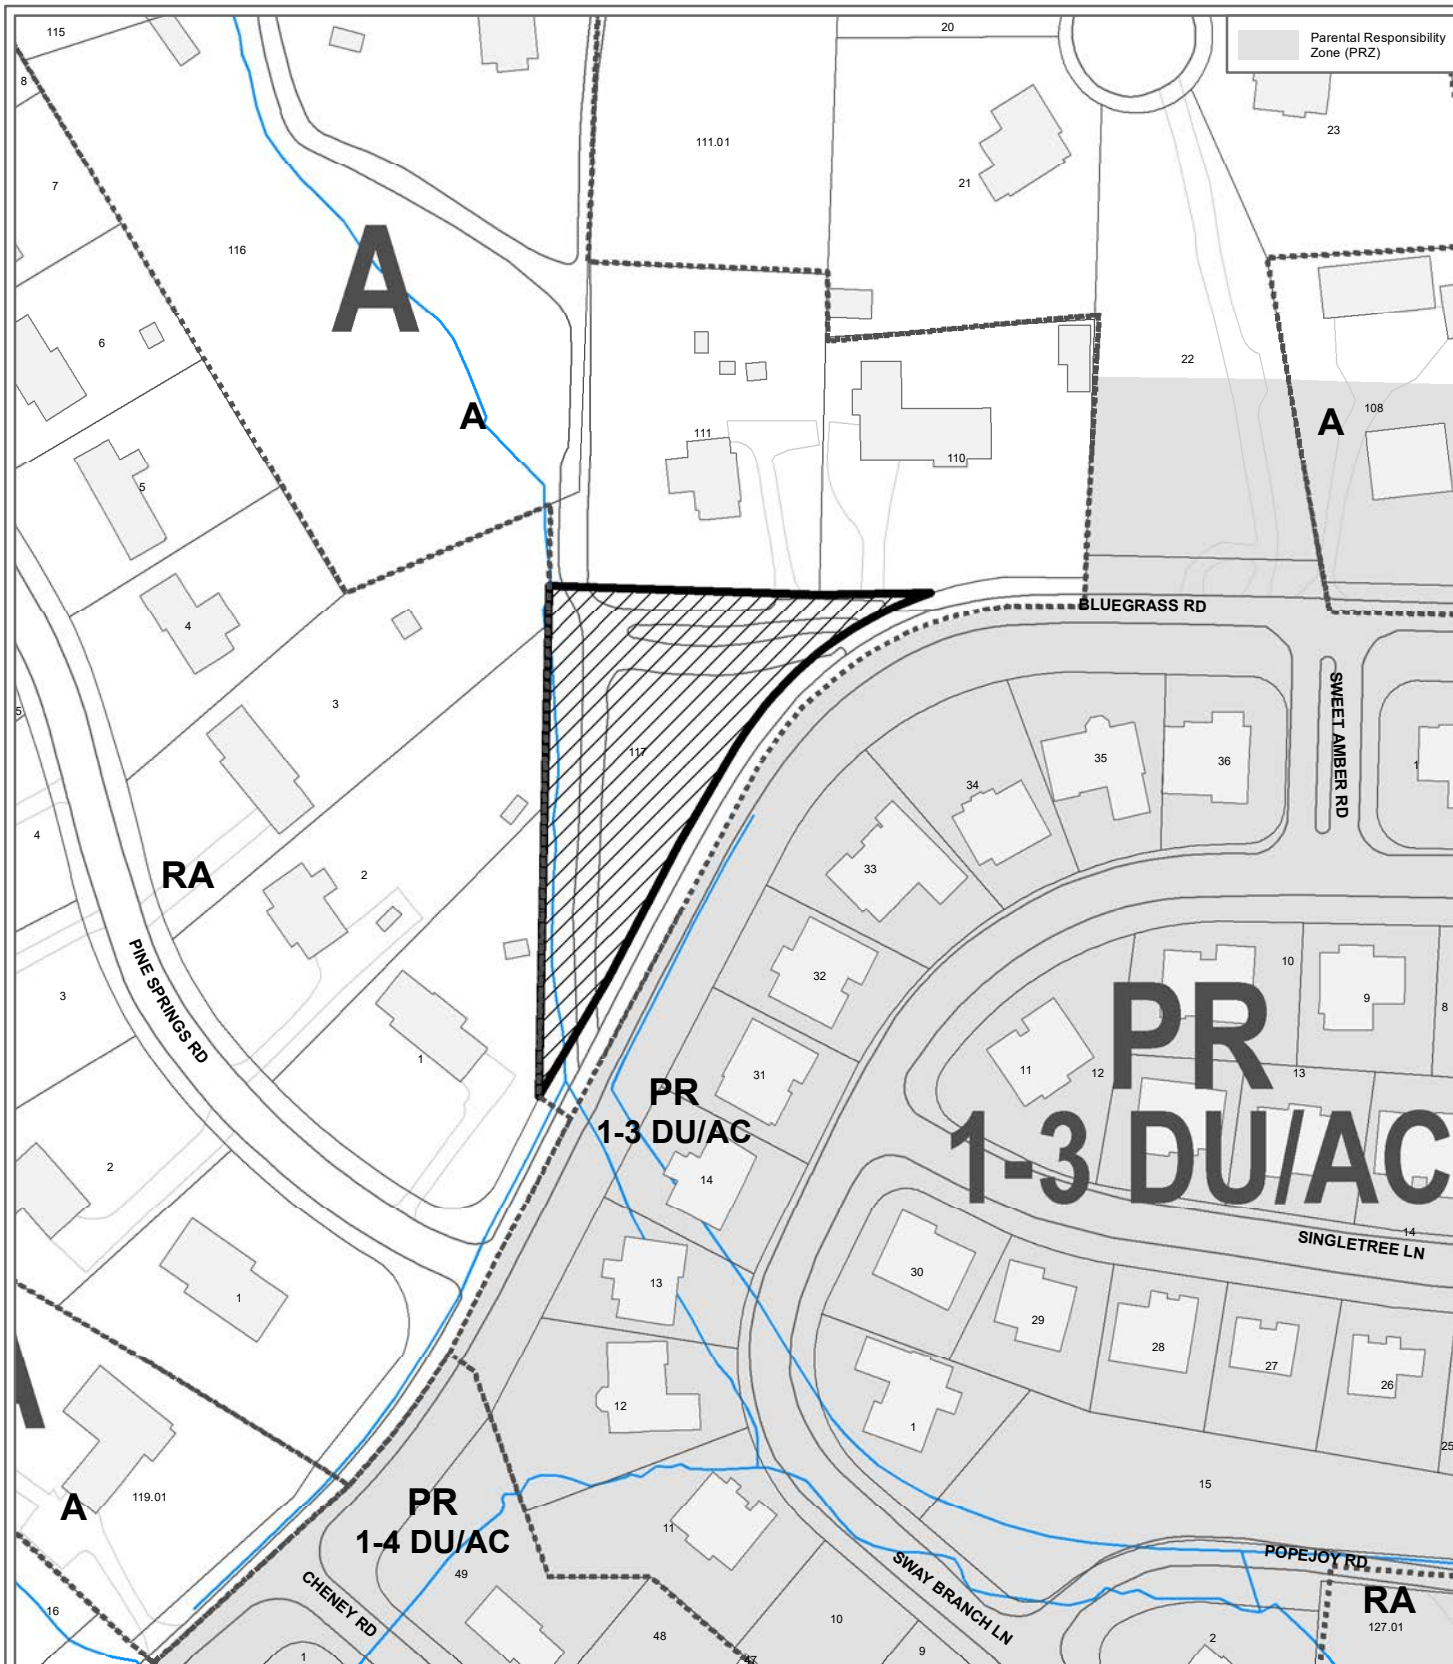 115
20
Parental Responsibility
Zone (PRZ)
8
23
111.01
7
21
116
A
6
22
A
111
108
A
110
5
BLUEGRASS RD
4
3
5
SWEET AMBER RD
117
35
36
1
34
4
33
RA
2
PINE SPRINGS RD
32
10
3
9
8
PR
1-3 DU/AC
1
31
11
12
13
PR
1-3 DU/AC
2
14
14
SINGLETREE LN
30
13
1
29
28
27
26
12
1
25
A
15
119.01
A
PR
1-4 DU/AC
11
SWAY BRANCH LN
POPEJOY RD
49
CHENEY RD
RA
127.01
16
10
48
2
9
1
47